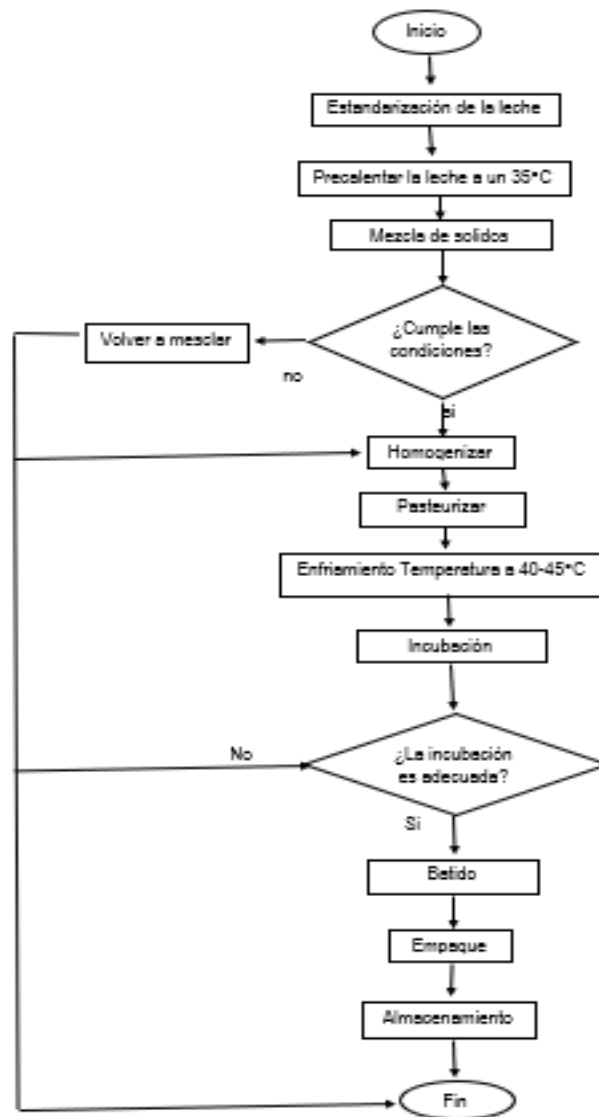 Inicio
Estandarización de la leche
Precalentar la leche a un 35°C
Mezcla de solidos
¿Cumple las
condiciones?
Volver a mesclar
no
si
Homogenizar
Pasteurizar
Enfriamiento Temperatura a 40-45°C
Incubación
¿La incubación
es adecuada?
No
Si
Batido
Empaque
Almacenamiento
Fin